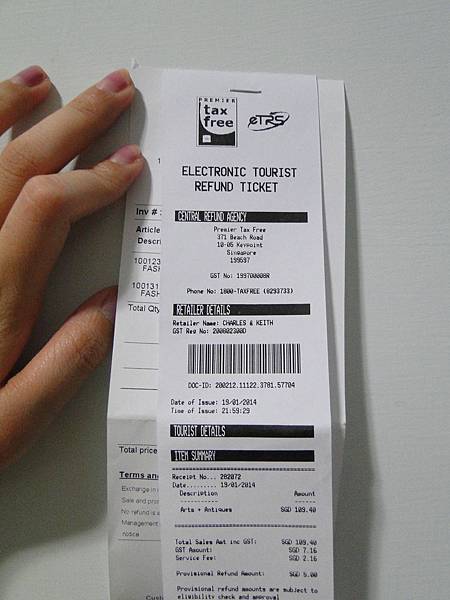 PREMIER
tax
free
eTRS
ELECTRONIC TOURIST
REFUND TICKET
CENTRAL REFUND AGENCY
Premier Tax Free
371 Beach Road
10-05 Keypoint
Singapore
199597
GST No: 199700008R
Phone No: 1800-TAXFREE (8293733)
RETAILER DETAILS
Retailer Name: CHARLES & KEITH
GST Reg No: 200802300D
DOC-ID: 200212.11122.3781.57704
Date of Issue: 19/01/2014
Time of Issue: 21:59:29
TOURIST DETAILS
ITEM SUMMARY
Receipt No... 282072
Date......... 19/01/2014
Description Amount
Arts + Antiques SGD 109.40
Total Sales Amt inc GST: SGD 109.40
GST Amount: SGD 7.16
Service Fee: SGD 2.16
Provisional Refund Amount: SGD 5.00
Provisional refund amounts are subject to
eligibility check and approval
Inv #
Article
Descri
100123
FASH
100131
FASH
Total Qty
Total price
Terms an
Exchange in
Sale and pro
No refund is
Management
notice
Custo